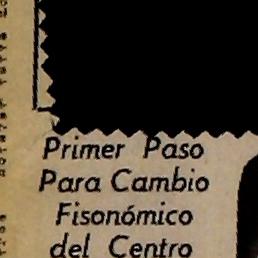 Primer Paso
Para Cambio
Fisonómico
del Centro